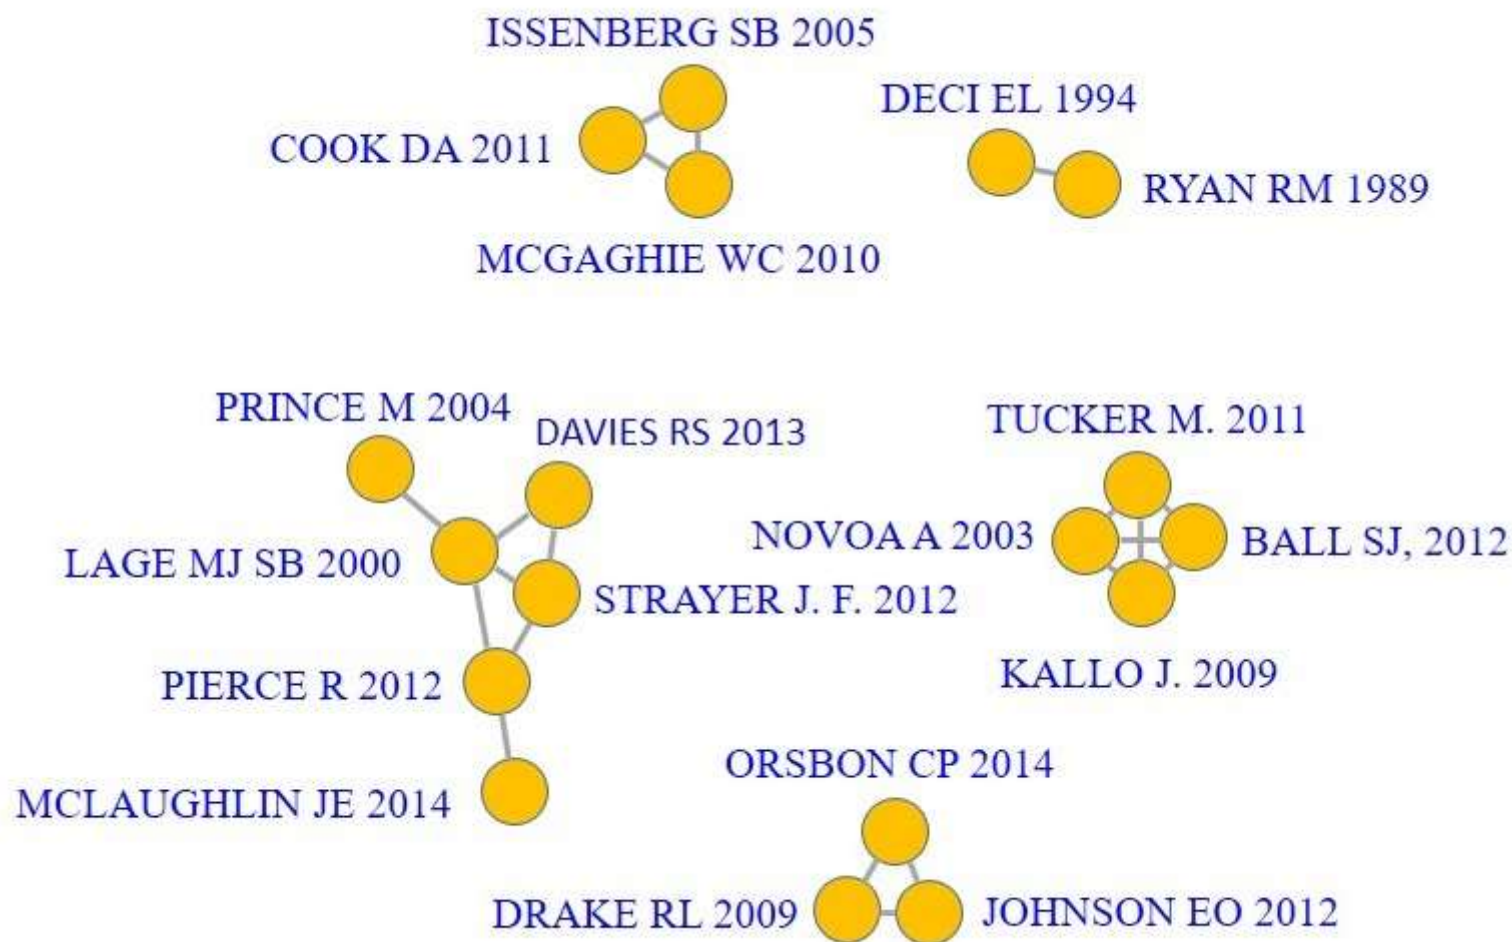 ISSENBERG SB 2005
DECI EL 1994
COOK DA 2011
RYAN RM 1989
MCGAGHIE WC 2010
PRINCE M 2004
DAVIES RS 2013
TUCKER M. 2011
NOVOA A 2003
BALL SJ, 2012
LAGE MJ SB 2000
STRAYER J. F. 2012
KALLO J. 2009
PIERCE R 2012
ORSBON CP 2014
MCLAUGHLIN JE 2014
DRAKE RL 2009
JOHNSON EO 2012